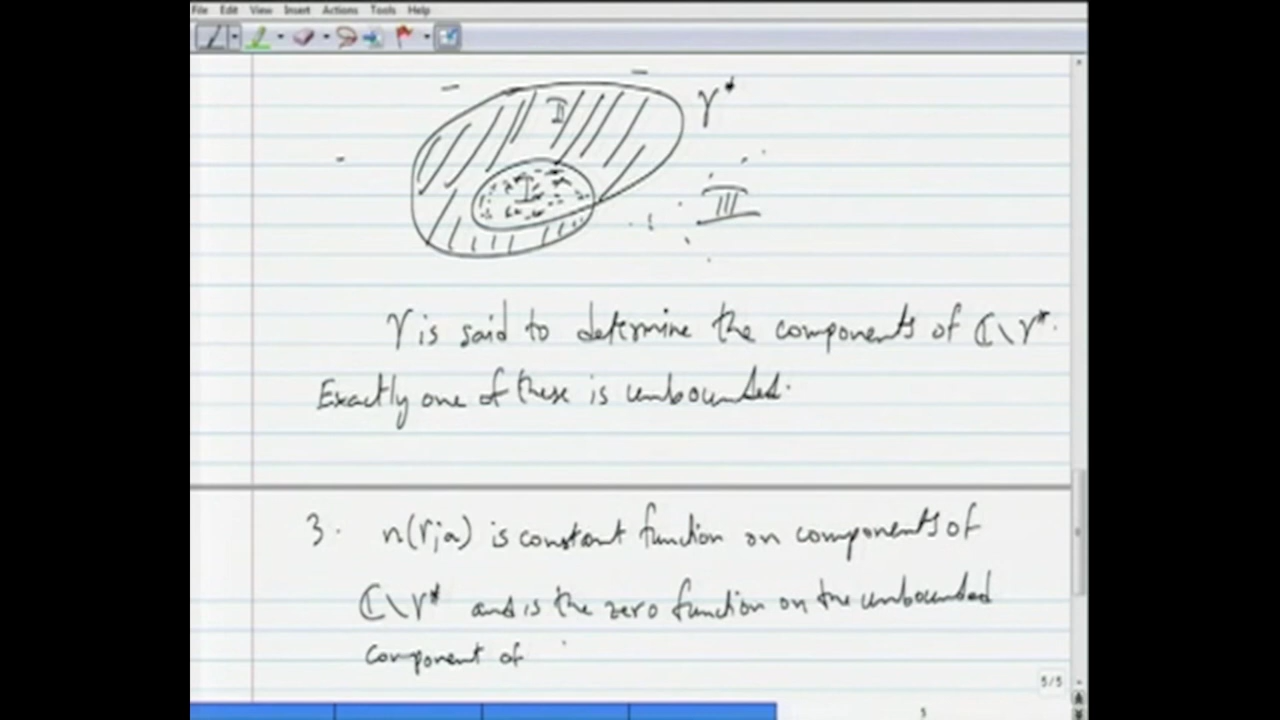 File Edit View Insert Actions Tools Help
γ*
II
I
III
γ is said to determine the components of ℂ\γ*.
Exactly one of these is unbounded.
3. n(γ;a) is constant function on components of
ℂ\γ* and is the zero function on the unbounded
component of
5/5
5